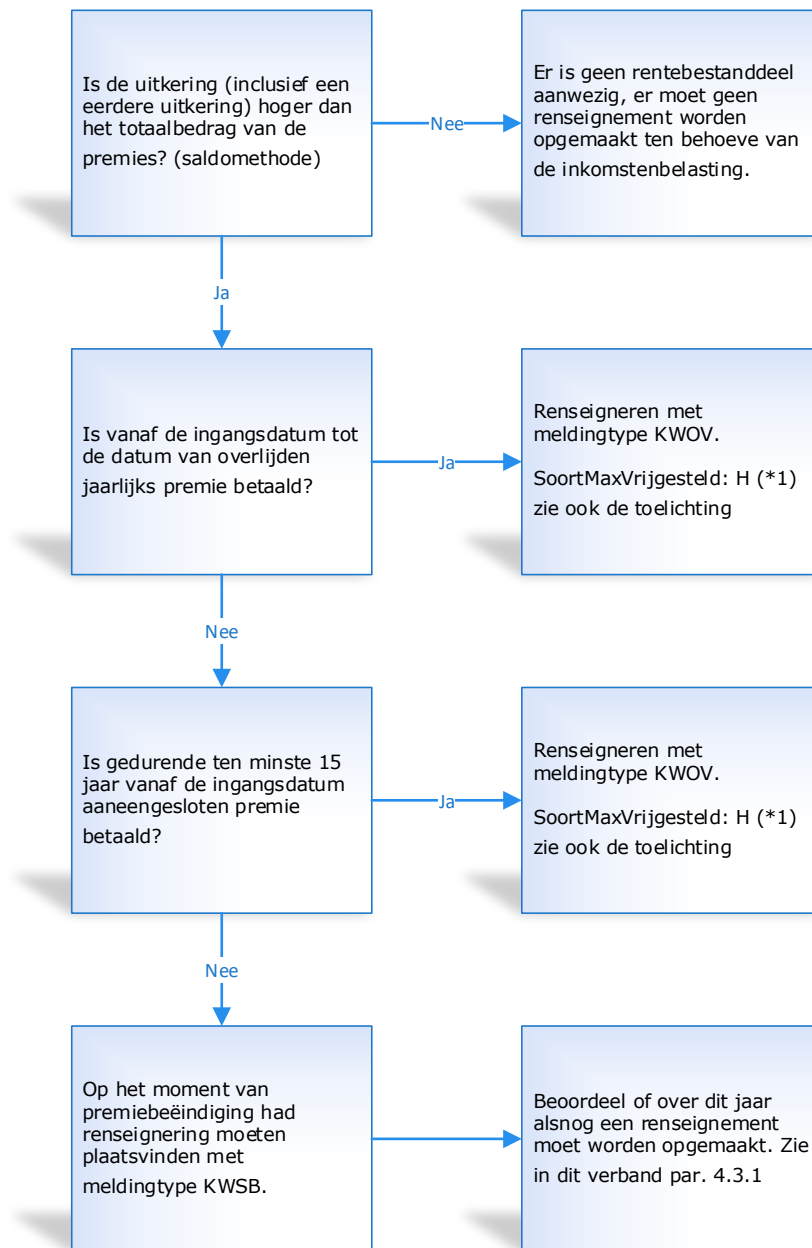 Is de uitkering (inclusief een
eerdere uitkering) hoger dan
het totaalbedrag van de
premies? (saldomethode)
Nee
Er is geen rentebestanddeel
aanwezig, er moet geen
renseignement worden
opgemaakt ten behoeve van
de inkomstenbelasting.
Ja
Is vanaf de ingangsdatum tot
de datum van overlijden
jaarlijks premie betaald?
Ja
Renseigneren met
meldingtype KWOV.
SoortMaxVrijgesteld: H (*1)
zie ook de toelichting
Nee
Is gedurende ten minste 15
jaar vanaf de ingangsdatum
aaneengesloten premie
betaald?
Ja
Renseigneren met
meldingtype KWOV.
SoortMaxVrijgesteld: H (*1)
zie ook de toelichting
Nee
Op het moment van
premiebeëindiging had
renseignering moeten
plaatsvinden met
meldingtype KWSB.
Beoordeel of over dit jaar
alsnog een renseignement
moet worden opgemaakt. Zie
in dit verband par. 4.3.1